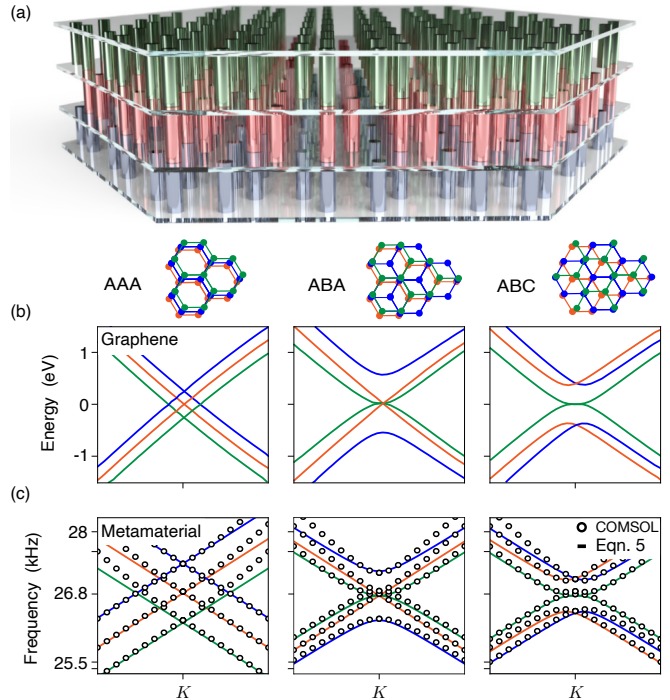 (a)
AAA
ABA
ABC
(b)
Graphene
Energy (eV)
1
0
-1
(c)
Metamaterial
COMSOL
Eqn. 5
Frequency (kHz)
28
26.8
25.5
K
K
K